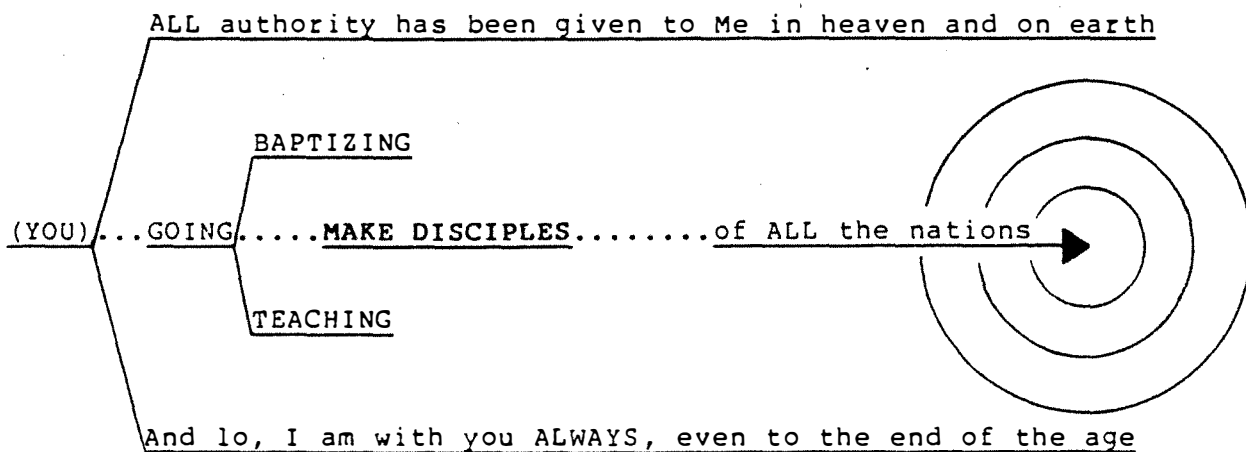 ALL authority has been given to Me in heaven and on earth
BAPTIZING
(YOU)...GOING.....MAKE DISCIPLES........of ALL the nations
TEACHING
And lo, I am with you ALWAYS, even to the end of the age